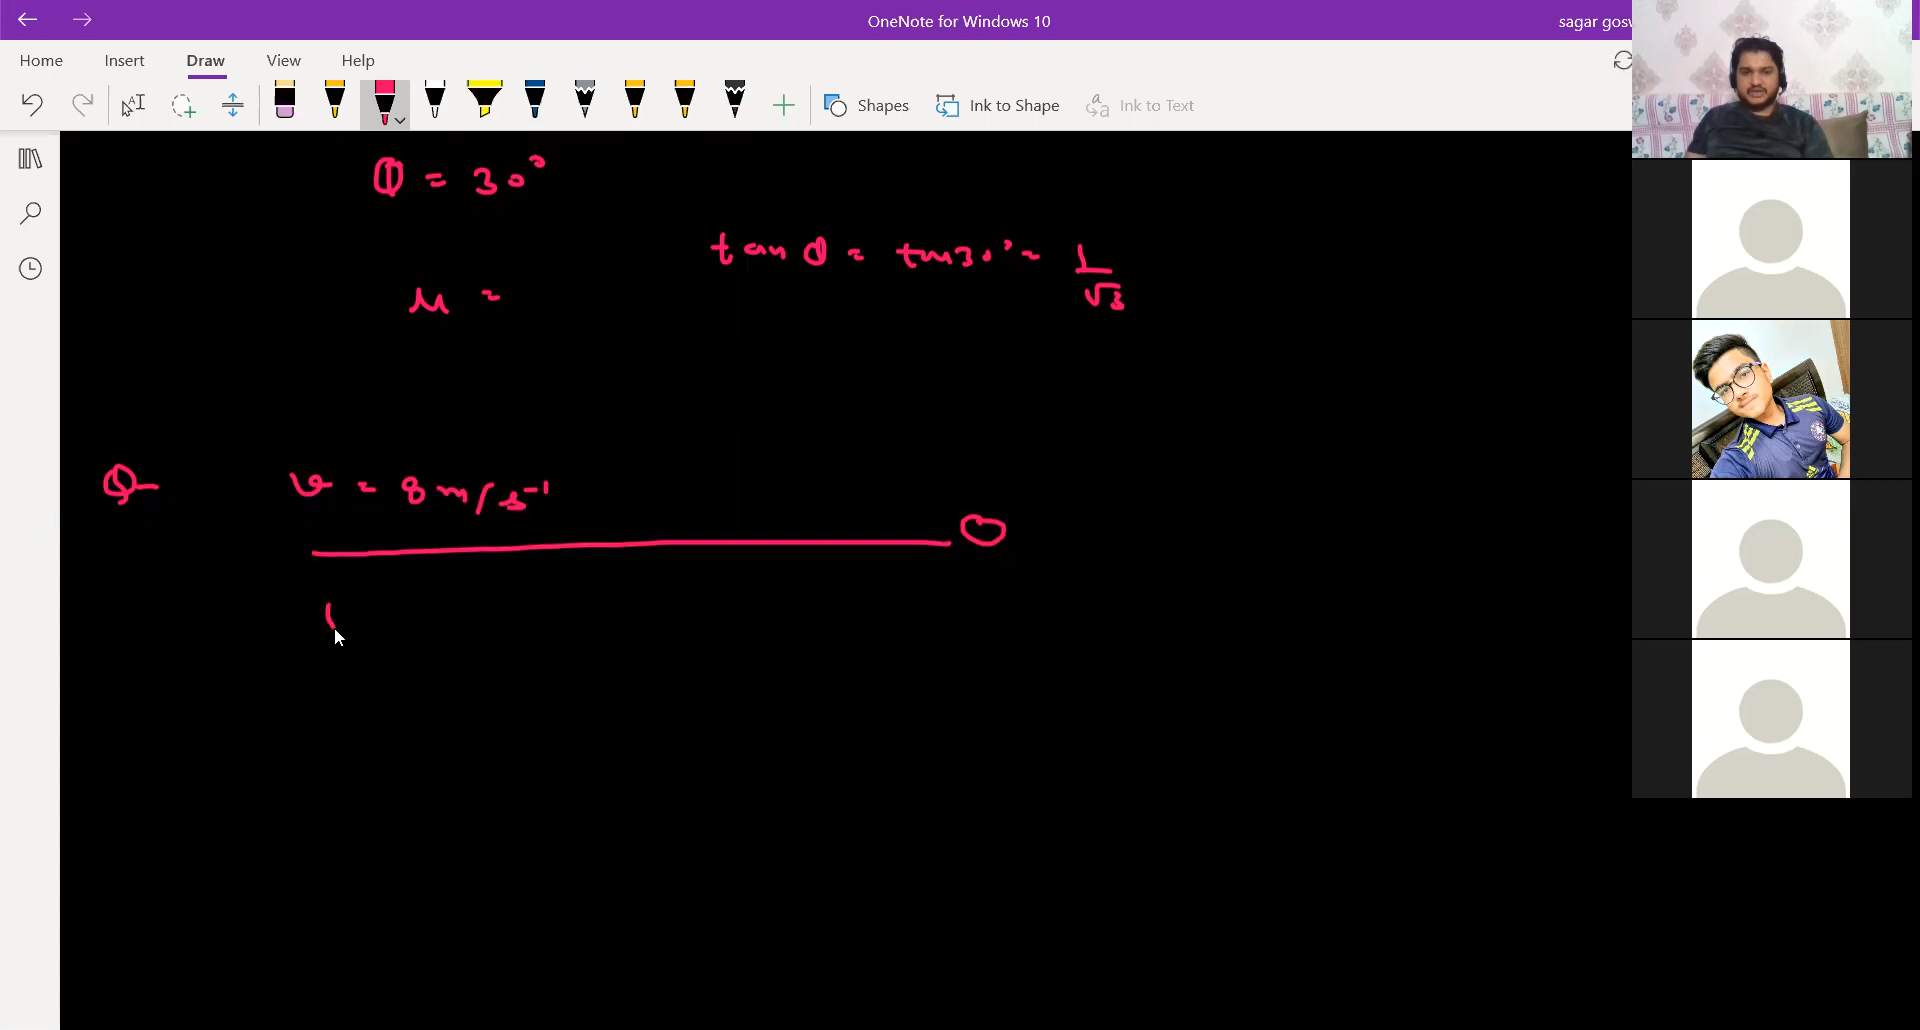 OneNote for Windows 10
sagar gosw
Home Insert Draw View Help
Shapes Ink to Shape Ink to Text
θ = 30°
tan θ = tan30° = 1/√3
μ =
Q- v = 8 m/s⁻¹